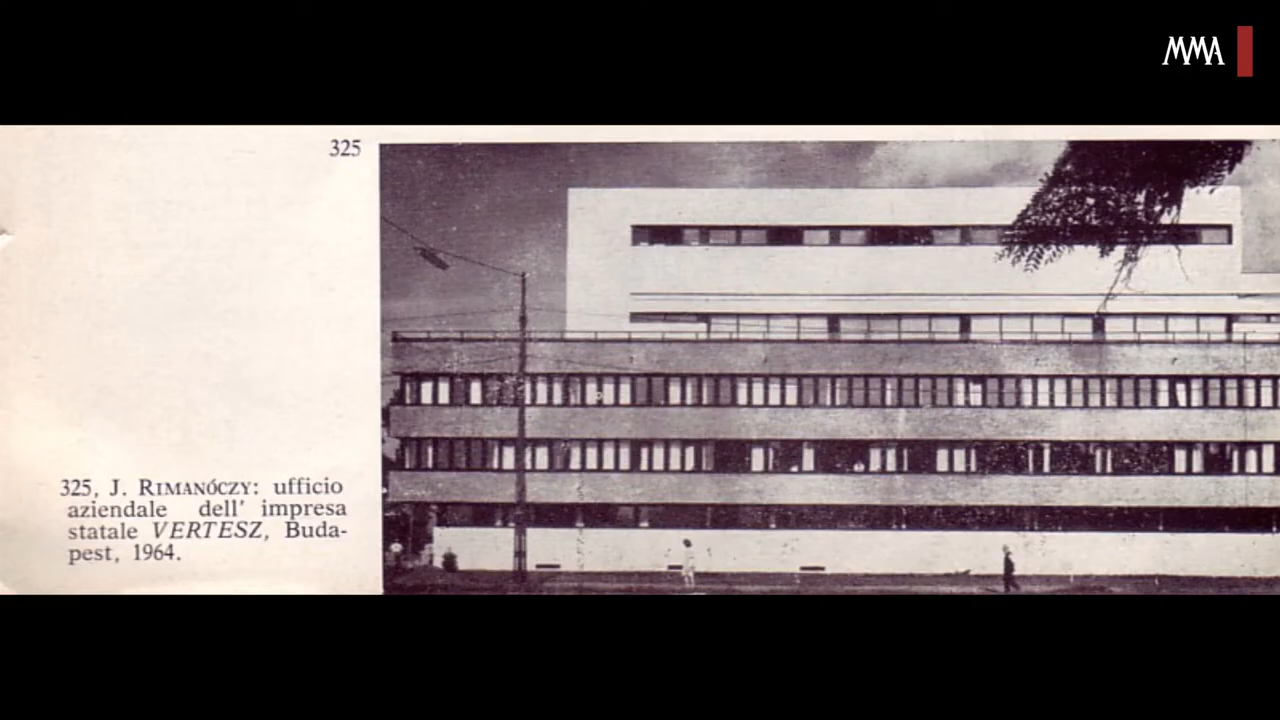 MMA
325
325, J. RIMANÓCZY: ufficio
aziendale dell' impresa
statale VERTESZ, Buda-
pest, 1964.